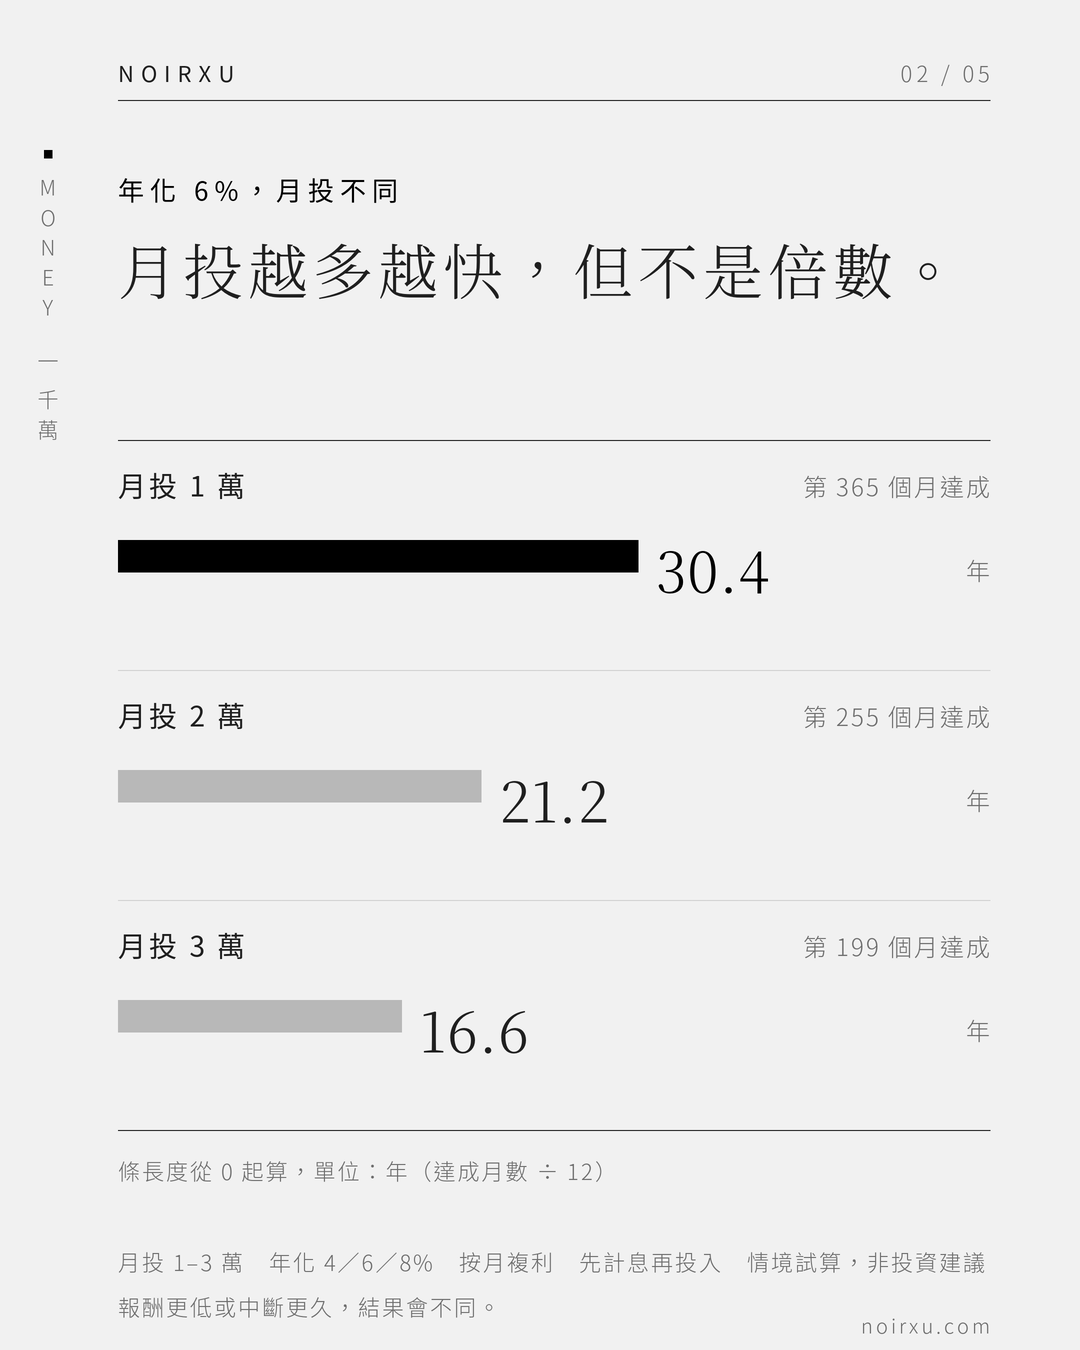 NOIRXU
02 / 05
MONEY — 千萬
年化 6%，月投不同
月投越多越快，但不是倍數。
月投 1 萬
第 365 個月達成
30.4
年
月投 2 萬
第 255 個月達成
21.2
年
月投 3 萬
第 199 個月達成
16.6
年
條長度從 0 起算，單位：年（達成月數 ÷ 12）
月投 1–3 萬　年化 4／6／8%　按月複利　先計息再投入　情境試算，非投資建議
報酬更低或中斷更久，結果會不同。
noirxu.com